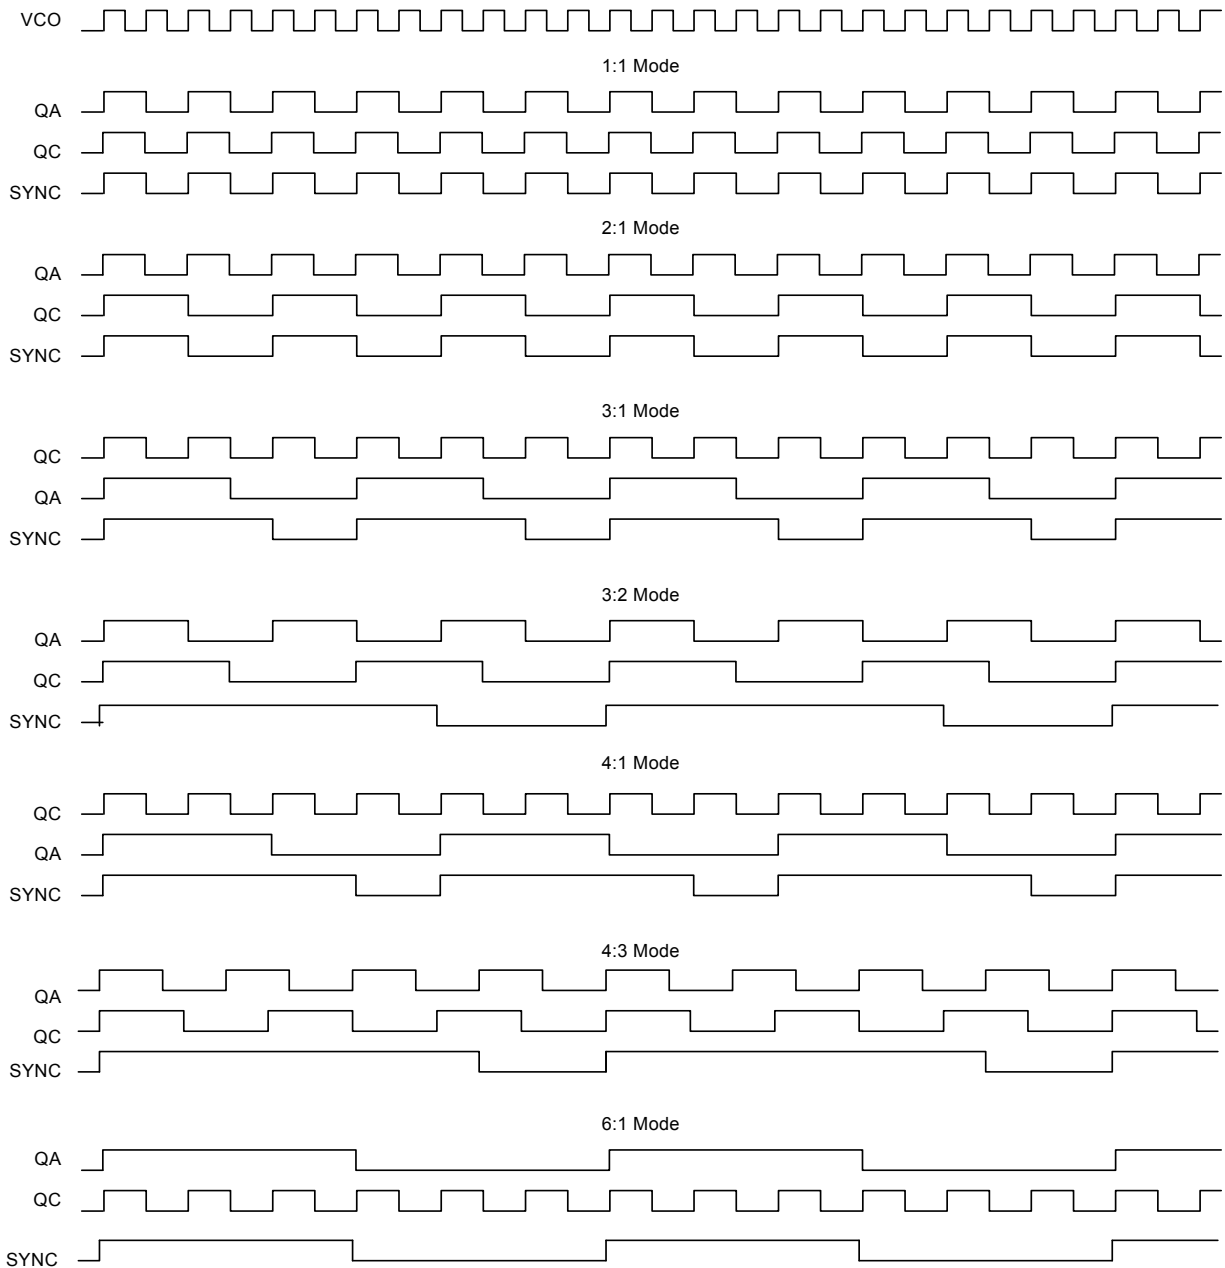 VCO
1:1 Mode
QA
QC
SYNC
2:1 Mode
QA
QC
SYNC
3:1 Mode
QC
QA
SYNC
3:2 Mode
QA
QC
SYNC
4:1 Mode
QC
QA
SYNC
4:3 Mode
QA
QC
SYNC
6:1 Mode
QA
QC
SYNC